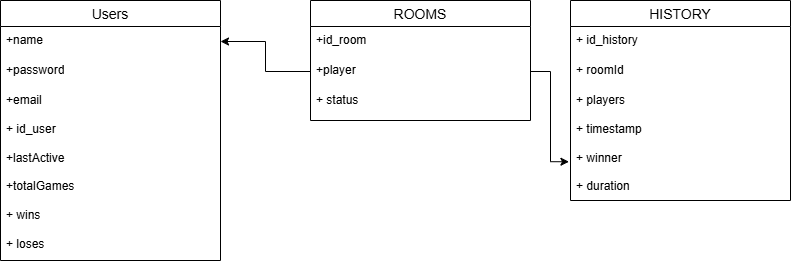 Users
+name
+password
+email
+ id_user
+lastActive
+totalGames
+ wins
+ loses
ROOMS
+id_room
+player
+ status
HISTORY
+ id_history
+ roomId
+ players
+ timestamp
+ winner
+ duration